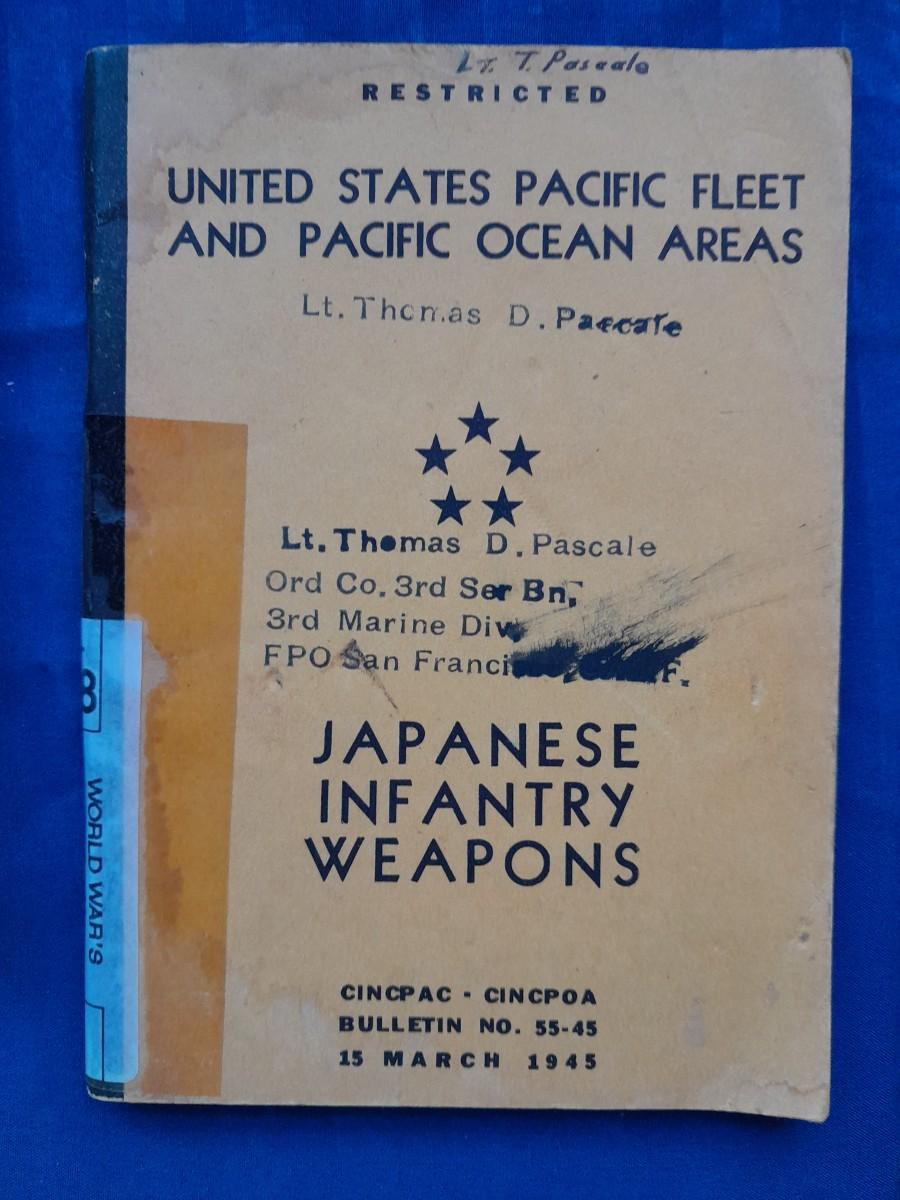 Lt. T. Pascale
RESTRICTED
UNITED STATES PACIFIC FLEET
AND PACIFIC OCEAN AREAS
Lt. Thomas D. Pascale
Lt. Thomas D. Pascale
Ord Co. 3rd Ser Bn,
3rd Marine Div,
FPO San
JAPANESE
INFANTRY
WEAPONS
CINCPAC - CINCPOA
BULLETIN NO. 55-45
15 MARCH 1945
8
WORLD WAR'S